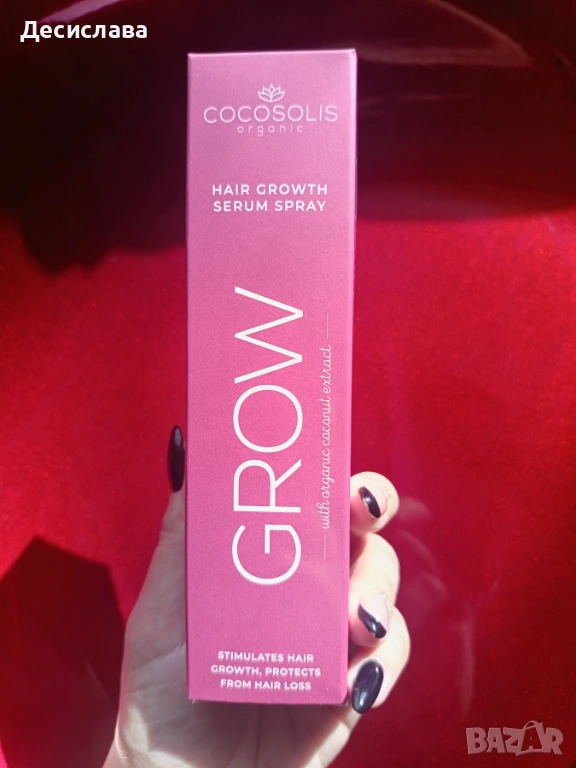 Десислава
COCOSOLIS
organic
HAIR GROWTH
SERUM SPRAY
GROW
with organic coconut extract
STIMULATES HAIR
GROWTH, PROTECTS
FROM HAIR LOSS
BAZAR